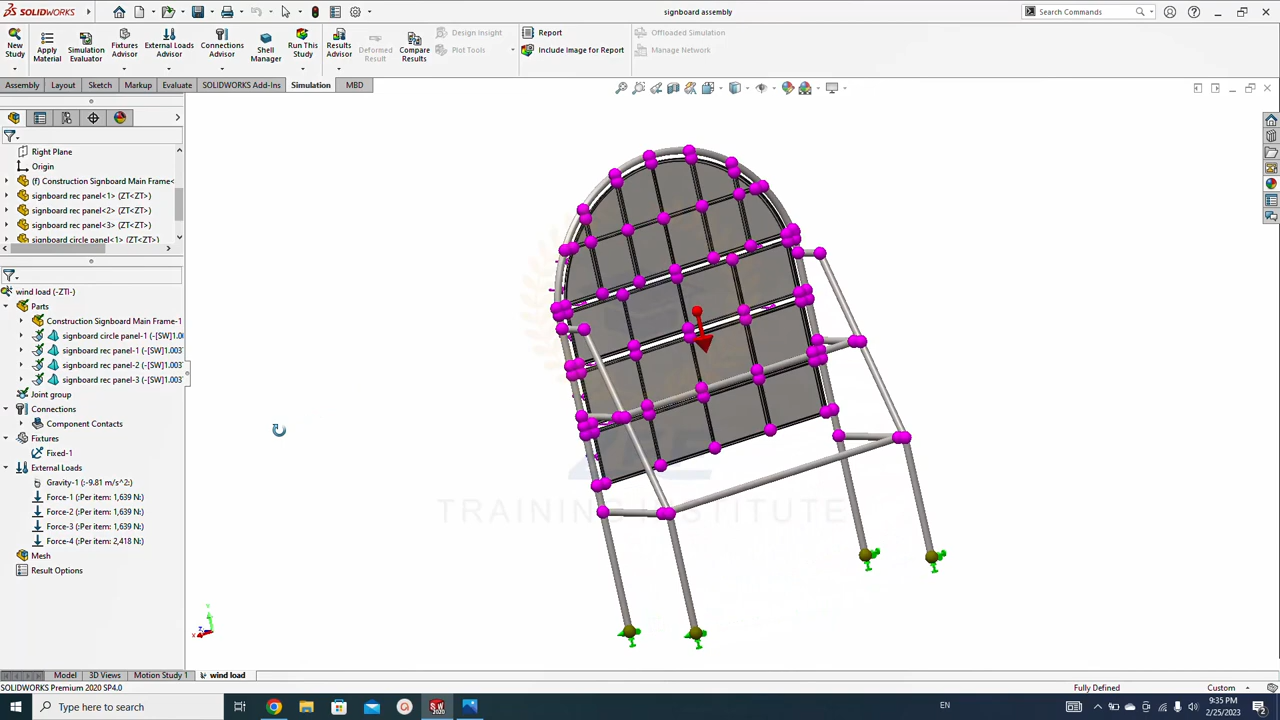 SOLIDWORKS
signboard assembly
Search Commands
New Study
Apply Material
Simulation Evaluator
Fixtures Advisor
External Loads Advisor
Connections Advisor
Shell Manager
Run This Study
Results Advisor
Deformed Result
Compare Results
Design Insight
Plot Tools
Report
Include Image for Report
Offloaded Simulation
Manage Network
Assembly
Layout
Sketch
Markup
Evaluate
SOLIDWORKS Add-Ins
Simulation
MBD
Right Plane
Origin
(f) Construction Signboard Main Frame<
signboard rec panel<1> (ZT<ZT>)
signboard rec panel<2> (ZT<ZT>)
signboard rec panel<3> (ZT<ZT>)
signboard circle panel<1> (ZT<ZT>)
wind load (-ZTI-)
Parts
Construction Signboard Main Frame-1
signboard circle panel-1 (-[SW]1.00
signboard rec panel-1 (-[SW]1.003
signboard rec panel-2 (-[SW]1.003
signboard rec panel-3 (-[SW]1.003
Joint group
Connections
Component Contacts
Fixtures
Fixed-1
External Loads
Gravity-1 (:-9.81 m/s^2:)
Force-1 (:Per item: 1,639 N:)
Force-2 (:Per item: 1,639 N:)
Force-3 (:Per item: 1,639 N:)
Force-4 (:Per item: 2,418 N:)
Mesh
Result Options
TRAINING INSTITUTE
Model
3D Views
Motion Study 1
wind load
SOLIDWORKS Premium 2020 SP4.0
Fully Defined
Custom
Type here to search
EN
9:35 PM
2/25/2023